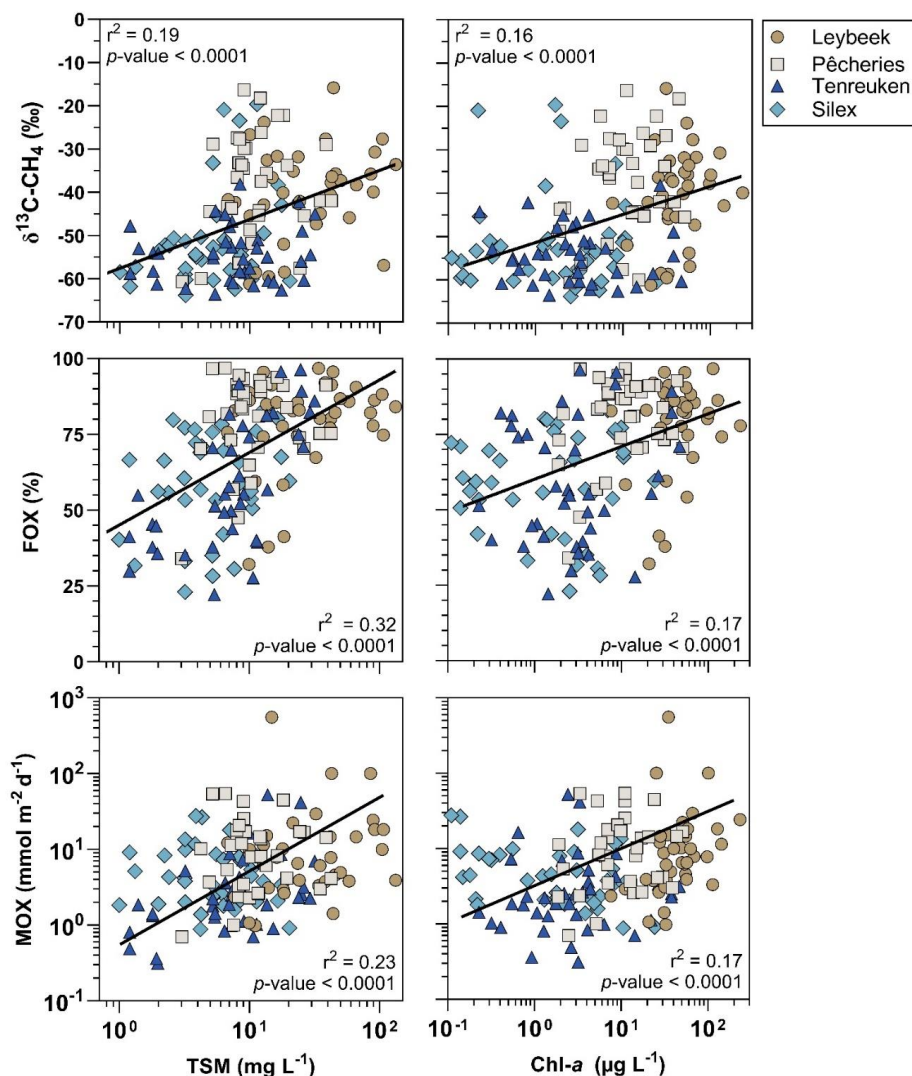 r² = 0.19
p-value < 0.0001
r² = 0.16
p-value < 0.0001
Leybeek
Pêcheries
Tenreuken
Silex
0
-10
-20
-30
-40
-50
-60
-70
δ¹³C-CH₄ (‰)
100
75
50
25
0
FOX (%)
r² = 0.32
p-value < 0.0001
r² = 0.17
p-value < 0.0001
10³
10²
10¹
10⁰
10⁻¹
MOX (mmol m⁻² d⁻¹)
r² = 0.23
p-value < 0.0001
r² = 0.17
p-value < 0.0001
10⁰ 10¹ 10² 10⁻¹ 10⁰ 10¹ 10²
TSM (mg L⁻¹) Chl-a (µg L⁻¹)